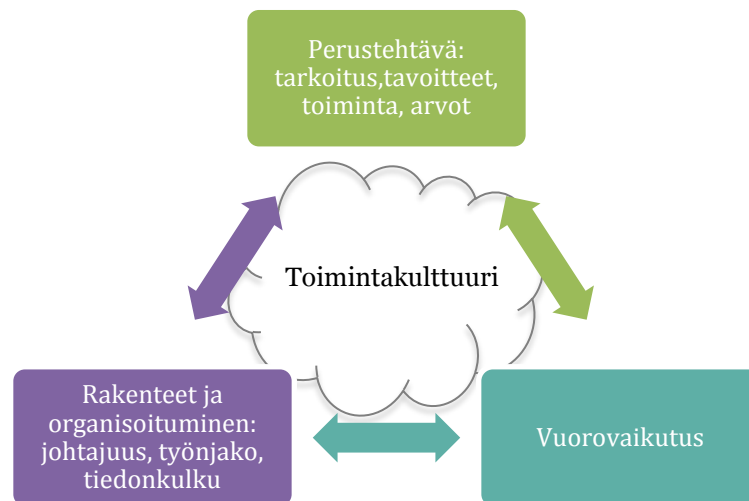 Perustehtävä:
tarkoitus,tavoitteet,
toiminta, arvot
Toimintakulttuuri
Rakenteet ja
organisoituminen:
johtajuus, työnjako,
tiedonkulku
Vuorovaikutus